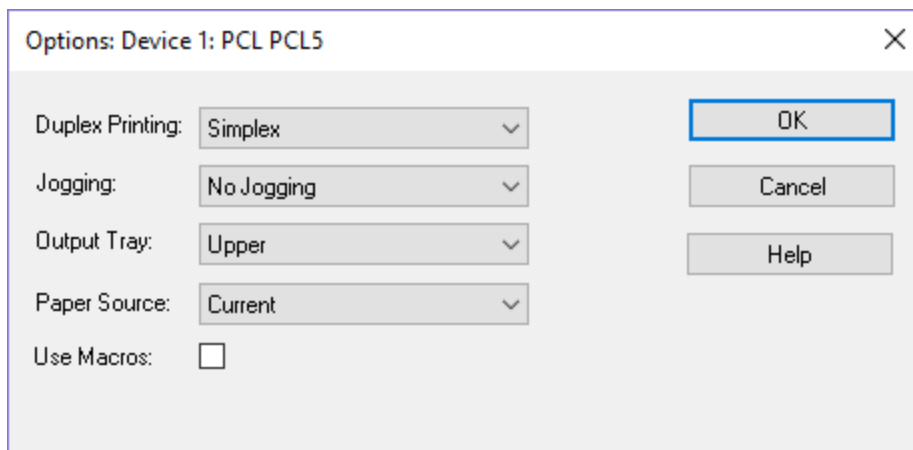 Options: Device 1: PCL PCL5
Duplex Printing: Simplex
OK
Jogging: No Jogging
Cancel
Output Tray: Upper
Help
Paper Source: Current
Use Macros: